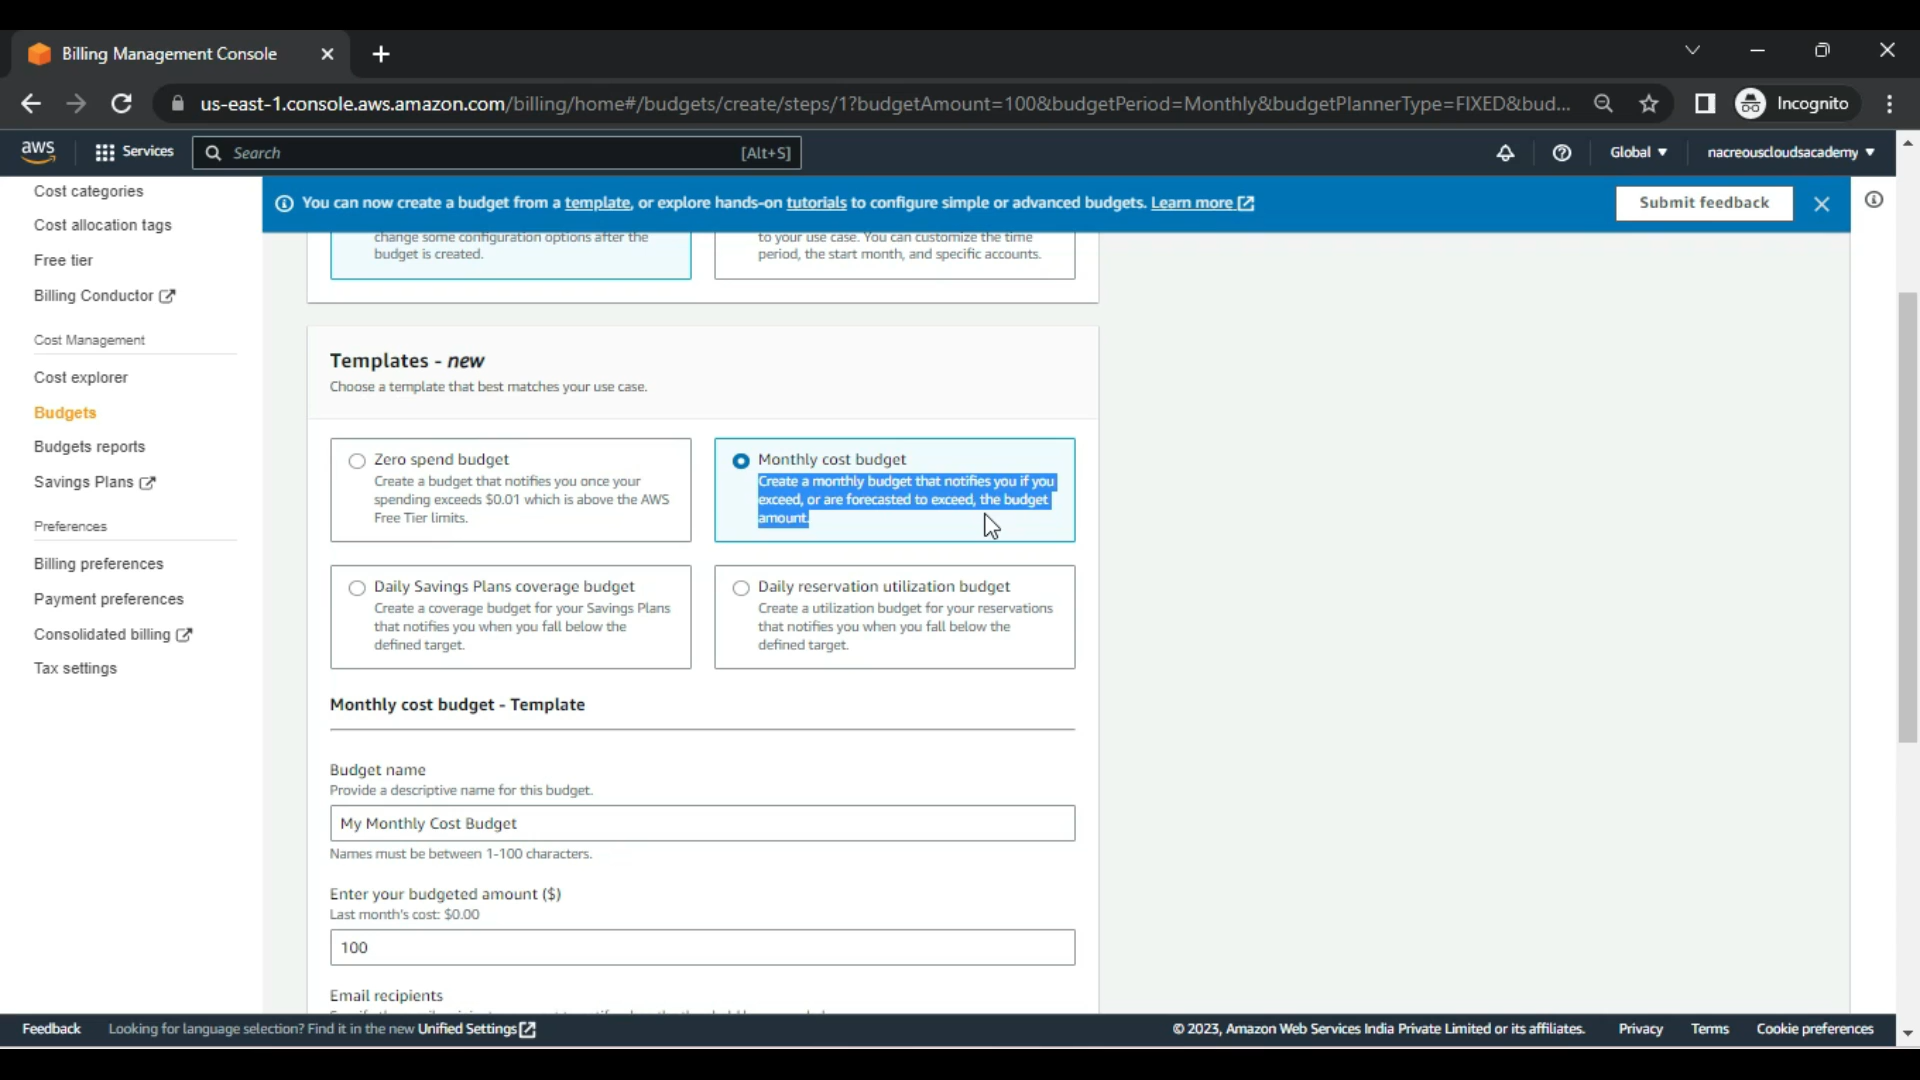 Billing Management Console
us-east-1.console.aws.amazon.com/billing/home#/budgets/create/steps/1?budgetAmount=100&budgetPeriod=Monthly&budgetPlannerType=FIXED&bud...
Incognito
aws
Services
Search
[Alt+S]
Global
nacreouscloudsacademy
Cost categories
Cost allocation tags
Free tier
Billing Conductor
Cost Management
Cost explorer
Budgets
Budgets reports
Savings Plans
Preferences
Billing preferences
Payment preferences
Consolidated billing
Tax settings
You can now create a budget from a template, or explore hands-on tutorials to configure simple or advanced budgets. Learn more
Submit feedback
change some configuration options after the
budget is created.
to your use case. You can customize the time
period, the start month, and specific accounts.
Templates - new
Choose a template that best matches your use case.
Zero spend budget
Create a budget that notifies you once your
spending exceeds $0.01 which is above the AWS
Free Tier limits.
Monthly cost budget
Create a monthly budget that notifies you if you
exceed, or are forecasted to exceed, the budget
amount.
Daily Savings Plans coverage budget
Create a coverage budget for your Savings Plans
that notifies you when you fall below the
defined target.
Daily reservation utilization budget
Create a utilization budget for your reservations
that notifies you when you fall below the
defined target.
Monthly cost budget - Template
Budget name
Provide a descriptive name for this budget.
My Monthly Cost Budget
Names must be between 1-100 characters.
Enter your budgeted amount ($)
Last month's cost: $0.00
100
Email recipients
Feedback
Looking for language selection? Find it in the new Unified Settings
© 2023, Amazon Web Services India Private Limited or its affiliates.
Privacy
Terms
Cookie preferences